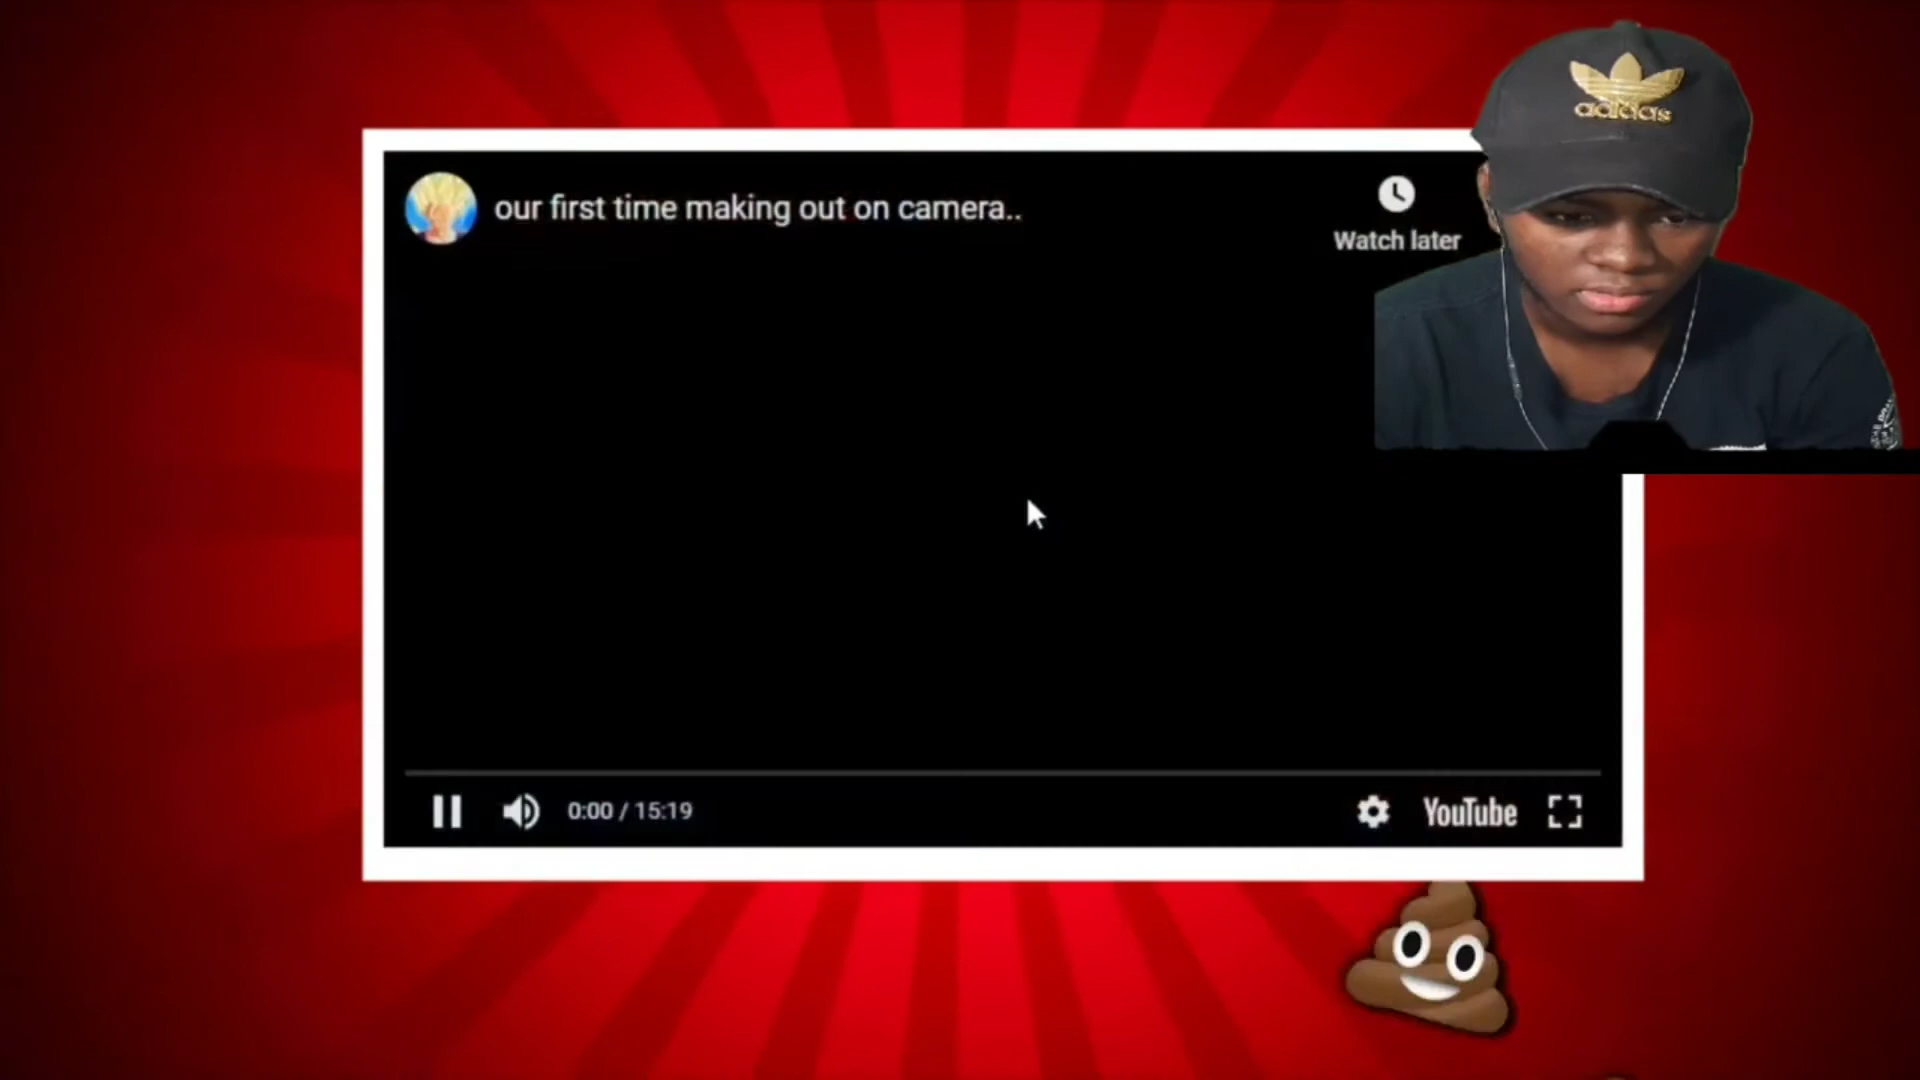 adidas
our first time making out on camera..
Watch later
0:00 / 15:19
YouTube